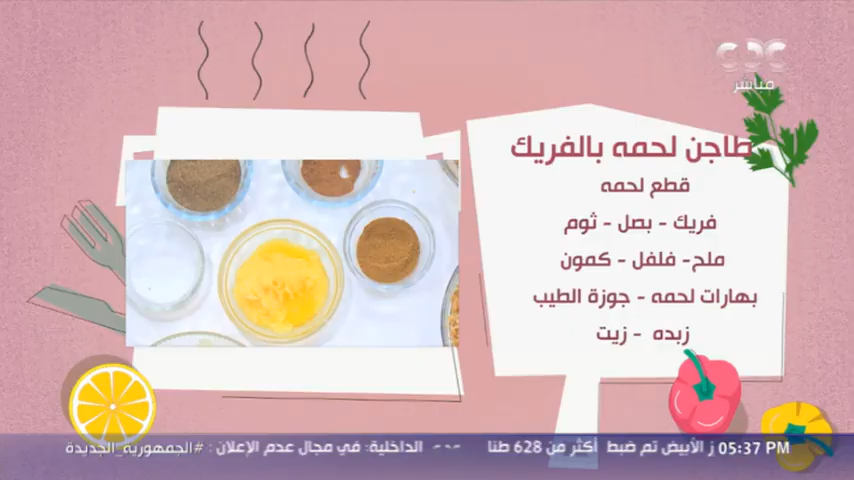 cbc
مباشر
طاجن لحمه بالفريك
قطع لحمه
فريك - بصل - ثوم
ملح- فلفل - كمون
بهارات لحمه - جوزة الطيب
زبده - زيت
05:37 PM ز الأبيض تم ضبط أكثر من 628 طنا cbc الداخلية: في مجال عدم الإعلان : #الجمهورية_الجديدة